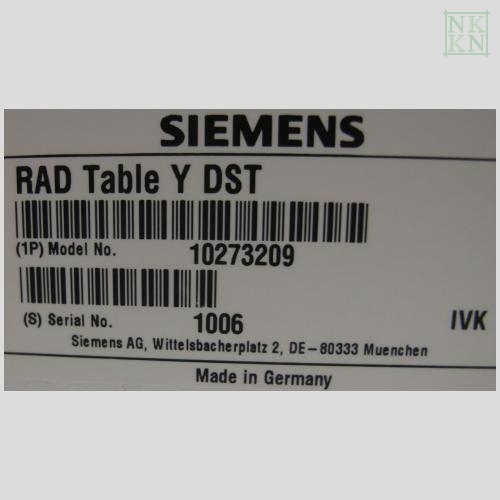 NK
KN
SIEMENS
RAD Table Y DST
(1P) Model No. 10273209
(S) Serial No. 1006
IVK
Siemens AG, Wittelsbacherplatz 2, DE-80333 Muenchen
Made in Germany